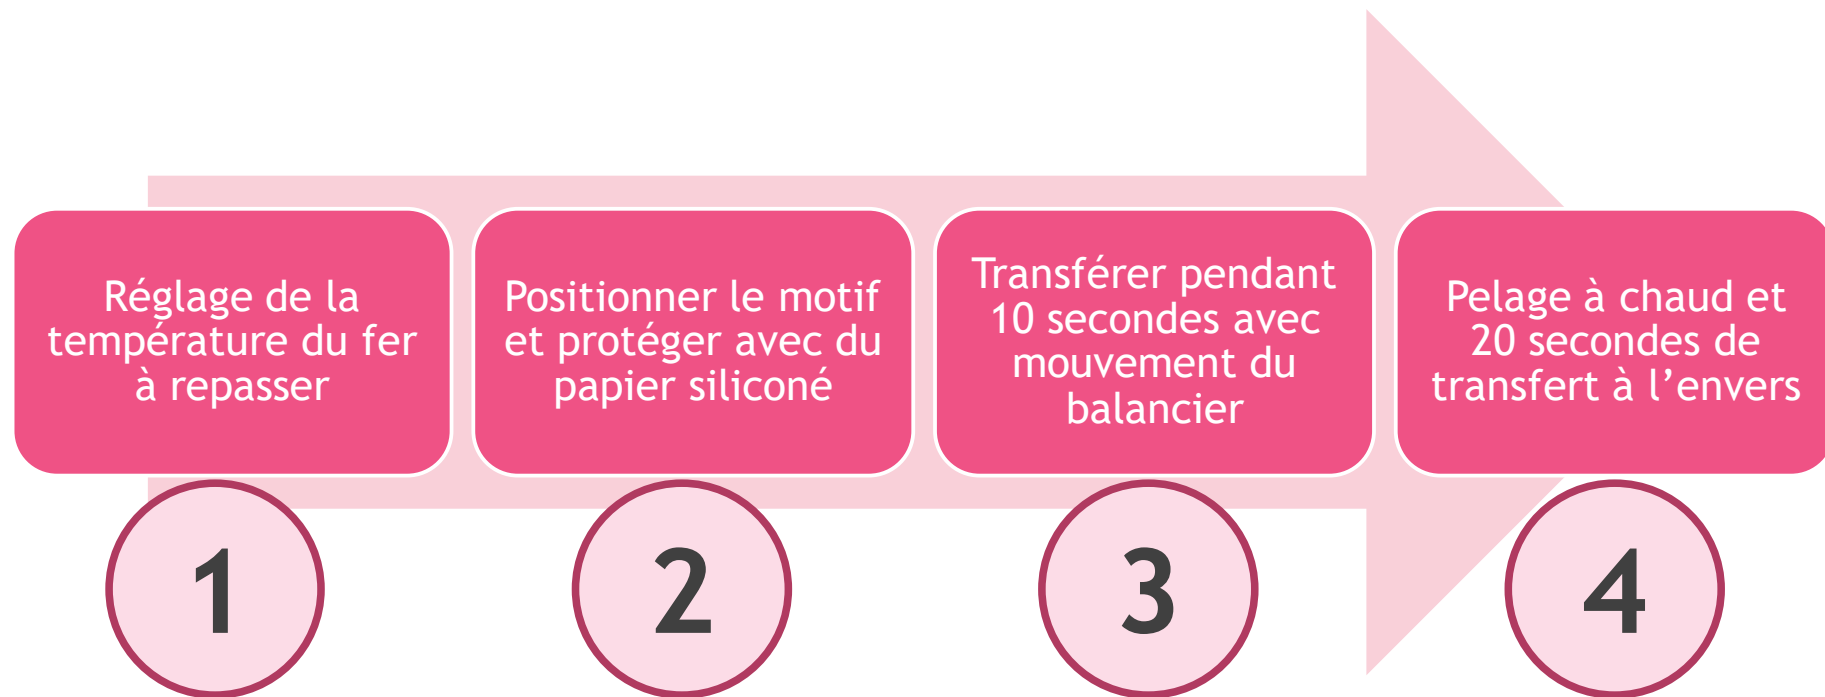 Réglage de la
température du fer
à repasser
Positionner le motif
et protéger avec du
papier siliconé
Transférer pendant
10 secondes avec
mouvement du
balancier
Pelage à chaud et
20 secondes de
transfert à l’envers
1
2
3
4